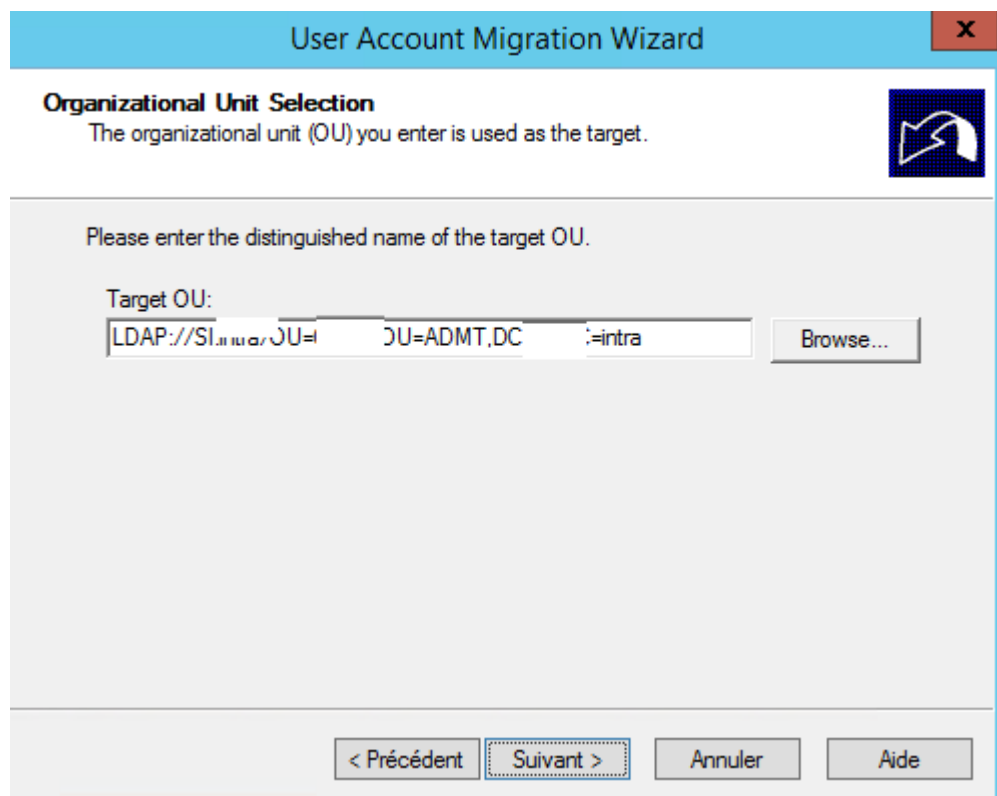 User Account Migration Wizard
x
Organizational Unit Selection
The organizational unit (OU) you enter is used as the target.
Please enter the distinguished name of the target OU.
Target OU:
OU=ADMT,DC =intra
Browse...
< Précédent Suivant > Annuler Aide